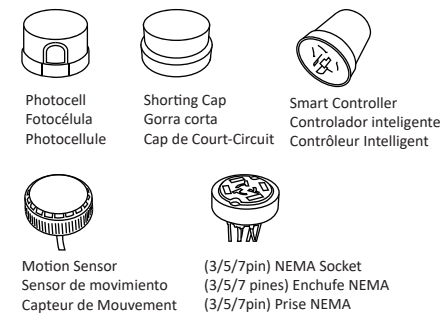 Photocell
Fotocélula
Photocellule
Shorting Cap
Gorra corta
Cap de Court-Circuit
Smart Controller
Controlador inteligente
Contrôleur Intelligent
Motion Sensor
Sensor de movimiento
Capteur de Mouvement
(3/5/7pin) NEMA Socket
(3/5/7 pines) Enchufe NEMA
(3/5/7pin) Prise NEMA